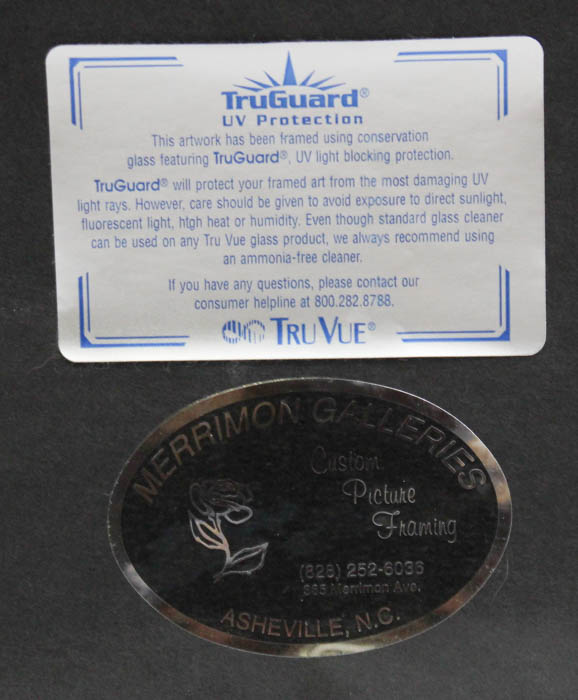 TruGuard®
UV Protection
This artwork has been framed using conservation
glass featuring TruGuard®, UV light blocking protection.
TruGuard® will protect your framed art from the most damaging UV
light rays. However, care should be given to avoid exposure to direct sunlight,
fluorescent light, htgh heat or humidity. Even though standard glass cleaner
can be used on any Tru Vue glass product, we always recommend using
an ammonia-free cleaner.
If you have any questions, please contact our
consumer helpline at 800.282.8788.
TRU VUE®
MERRIMON GALLERIES
Custom
Picture
Framing
(828) 252-6036
365 Merrimon Ave.
ASHEVILLE, N.C.